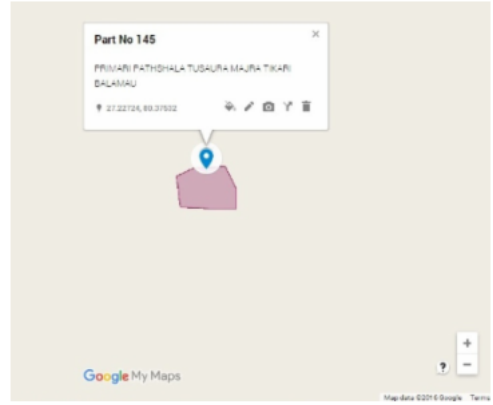 Part No 145
×
PRIMARI PATHSHALA TUSAURA MAJRA TIKARI
BALAMAU
27.22724, 80.37532
Google My Maps
?
+
−
Map data ©2016 Google Terms